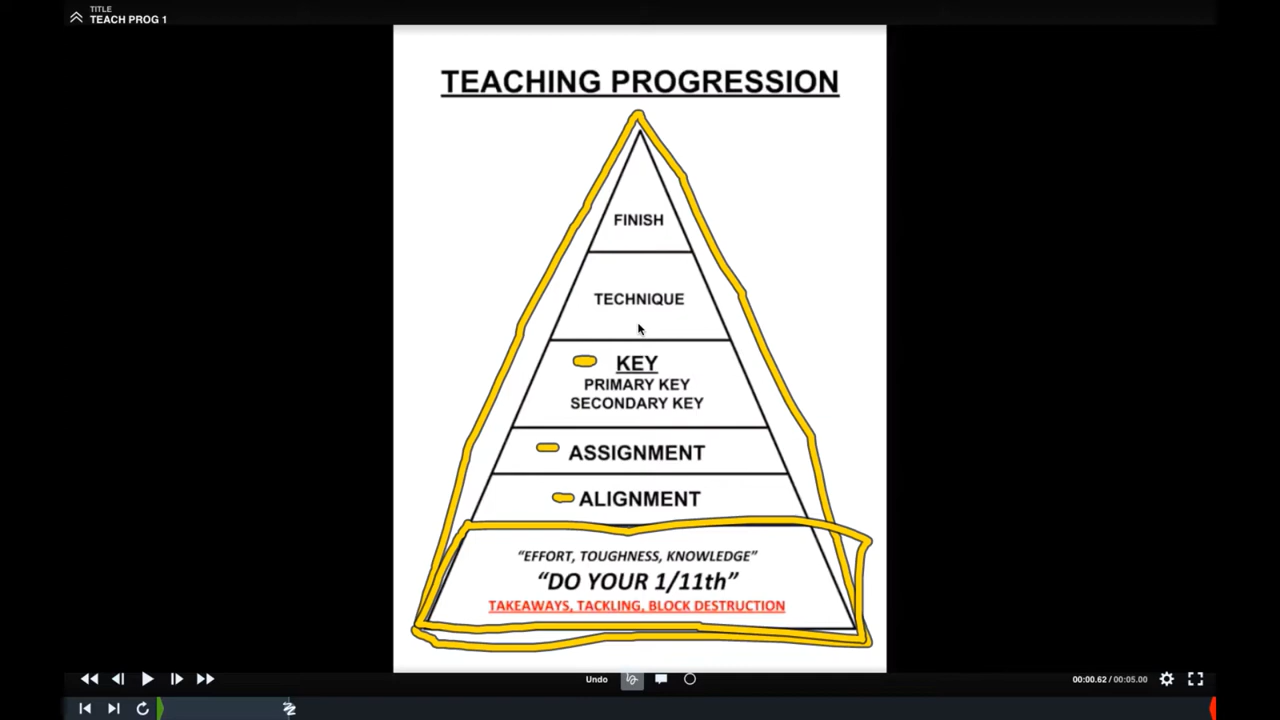 TITLE
TEACH PROG 1
TEACHING PROGRESSION
FINISH
TECHNIQUE
KEY
PRIMARY KEY
SECONDARY KEY
ASSIGNMENT
ALIGNMENT
“EFFORT, TOUGHNESS, KNOWLEDGE”
“DO YOUR 1/11th”
TAKEAWAYS, TACKLING, BLOCK DESTRUCTION
Undo
00:00.62 / 00:05.00